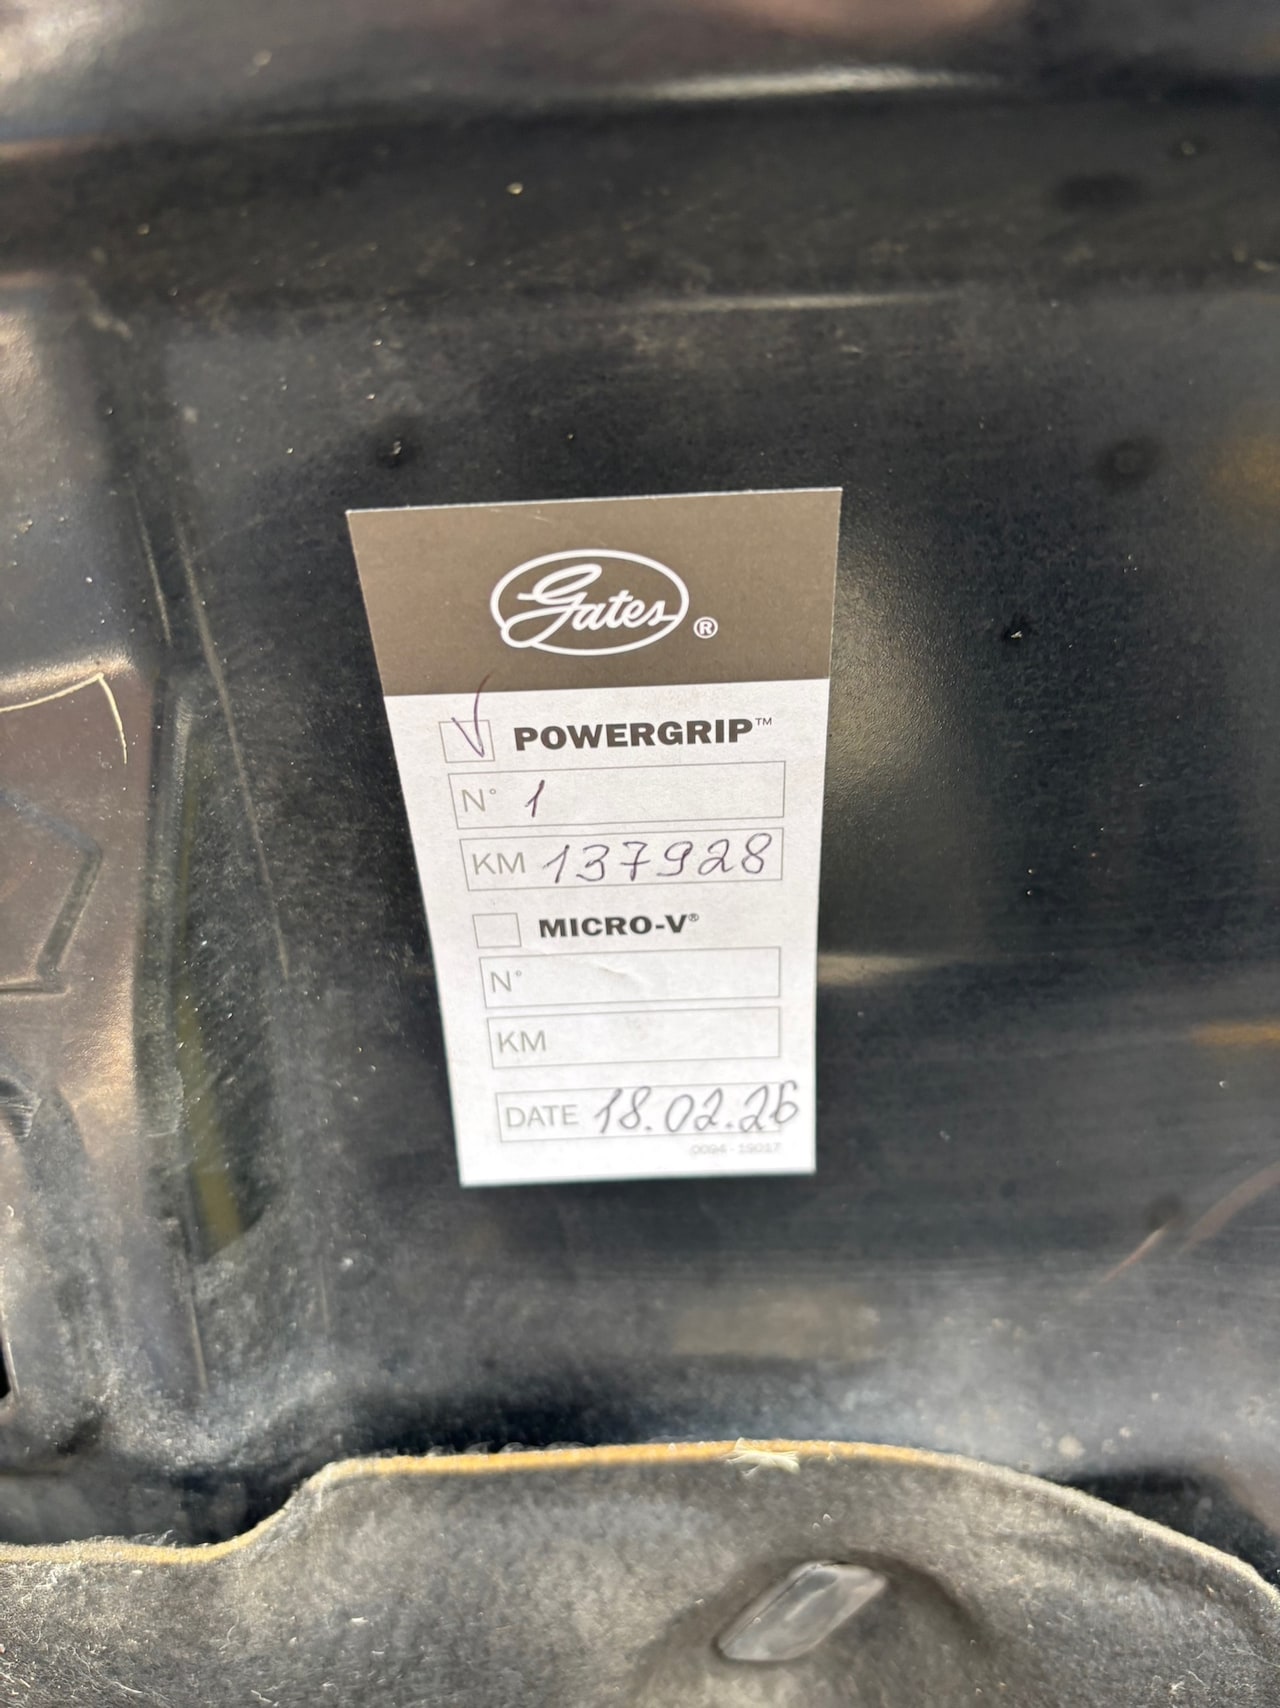 Gates®
POWERGRIP™
N° 1
KM 137928
MICRO-V®
N°
KM
DATE 18.02.26
0094 - 19017